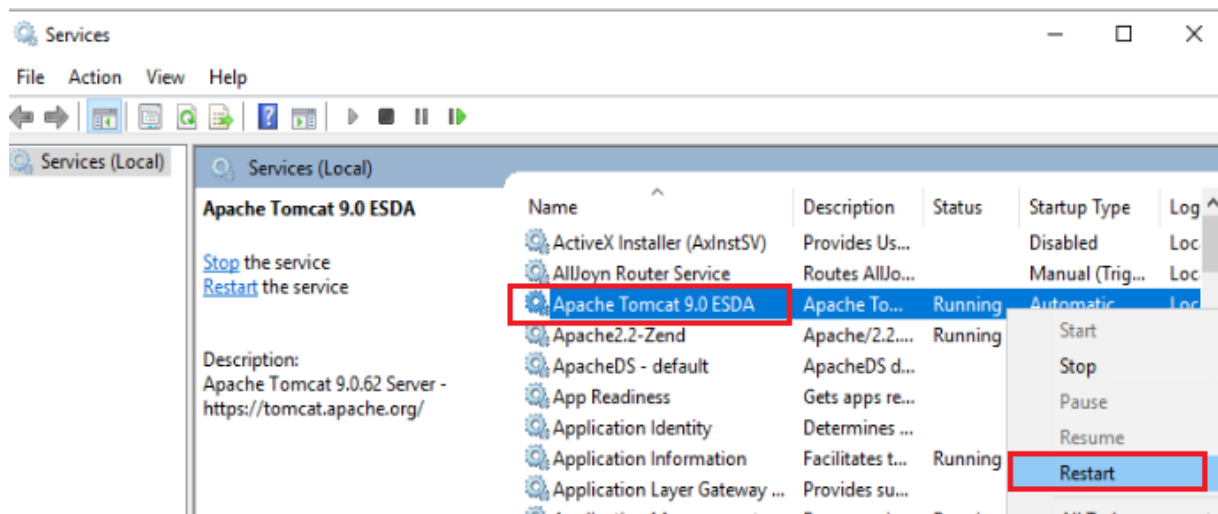 Services
File Action View Help
Services (Local)
Services (Local)
Apache Tomcat 9.0 ESDA
Stop the service
Restart the service
Description:
Apache Tomcat 9.0.62 Server -
https://tomcat.apache.org/
Name Description Status Startup Type Log
ActiveX Installer (AxInstSV) Provides Us... Disabled Loc
AllJoyn Router Service Routes AllJo... Manual (Trig... Loc
Apache Tomcat 9.0 ESDA Apache To... Running Automatic Loc
Apache2.2-Zend Apache/2.2.... Running
ApacheDS - default ApacheDS d...
App Readiness Gets apps re...
Application Identity Determines ...
Application Information Facilitates t... Running
Application Layer Gateway ... Provides su...
Start
Stop
Pause
Resume
Restart